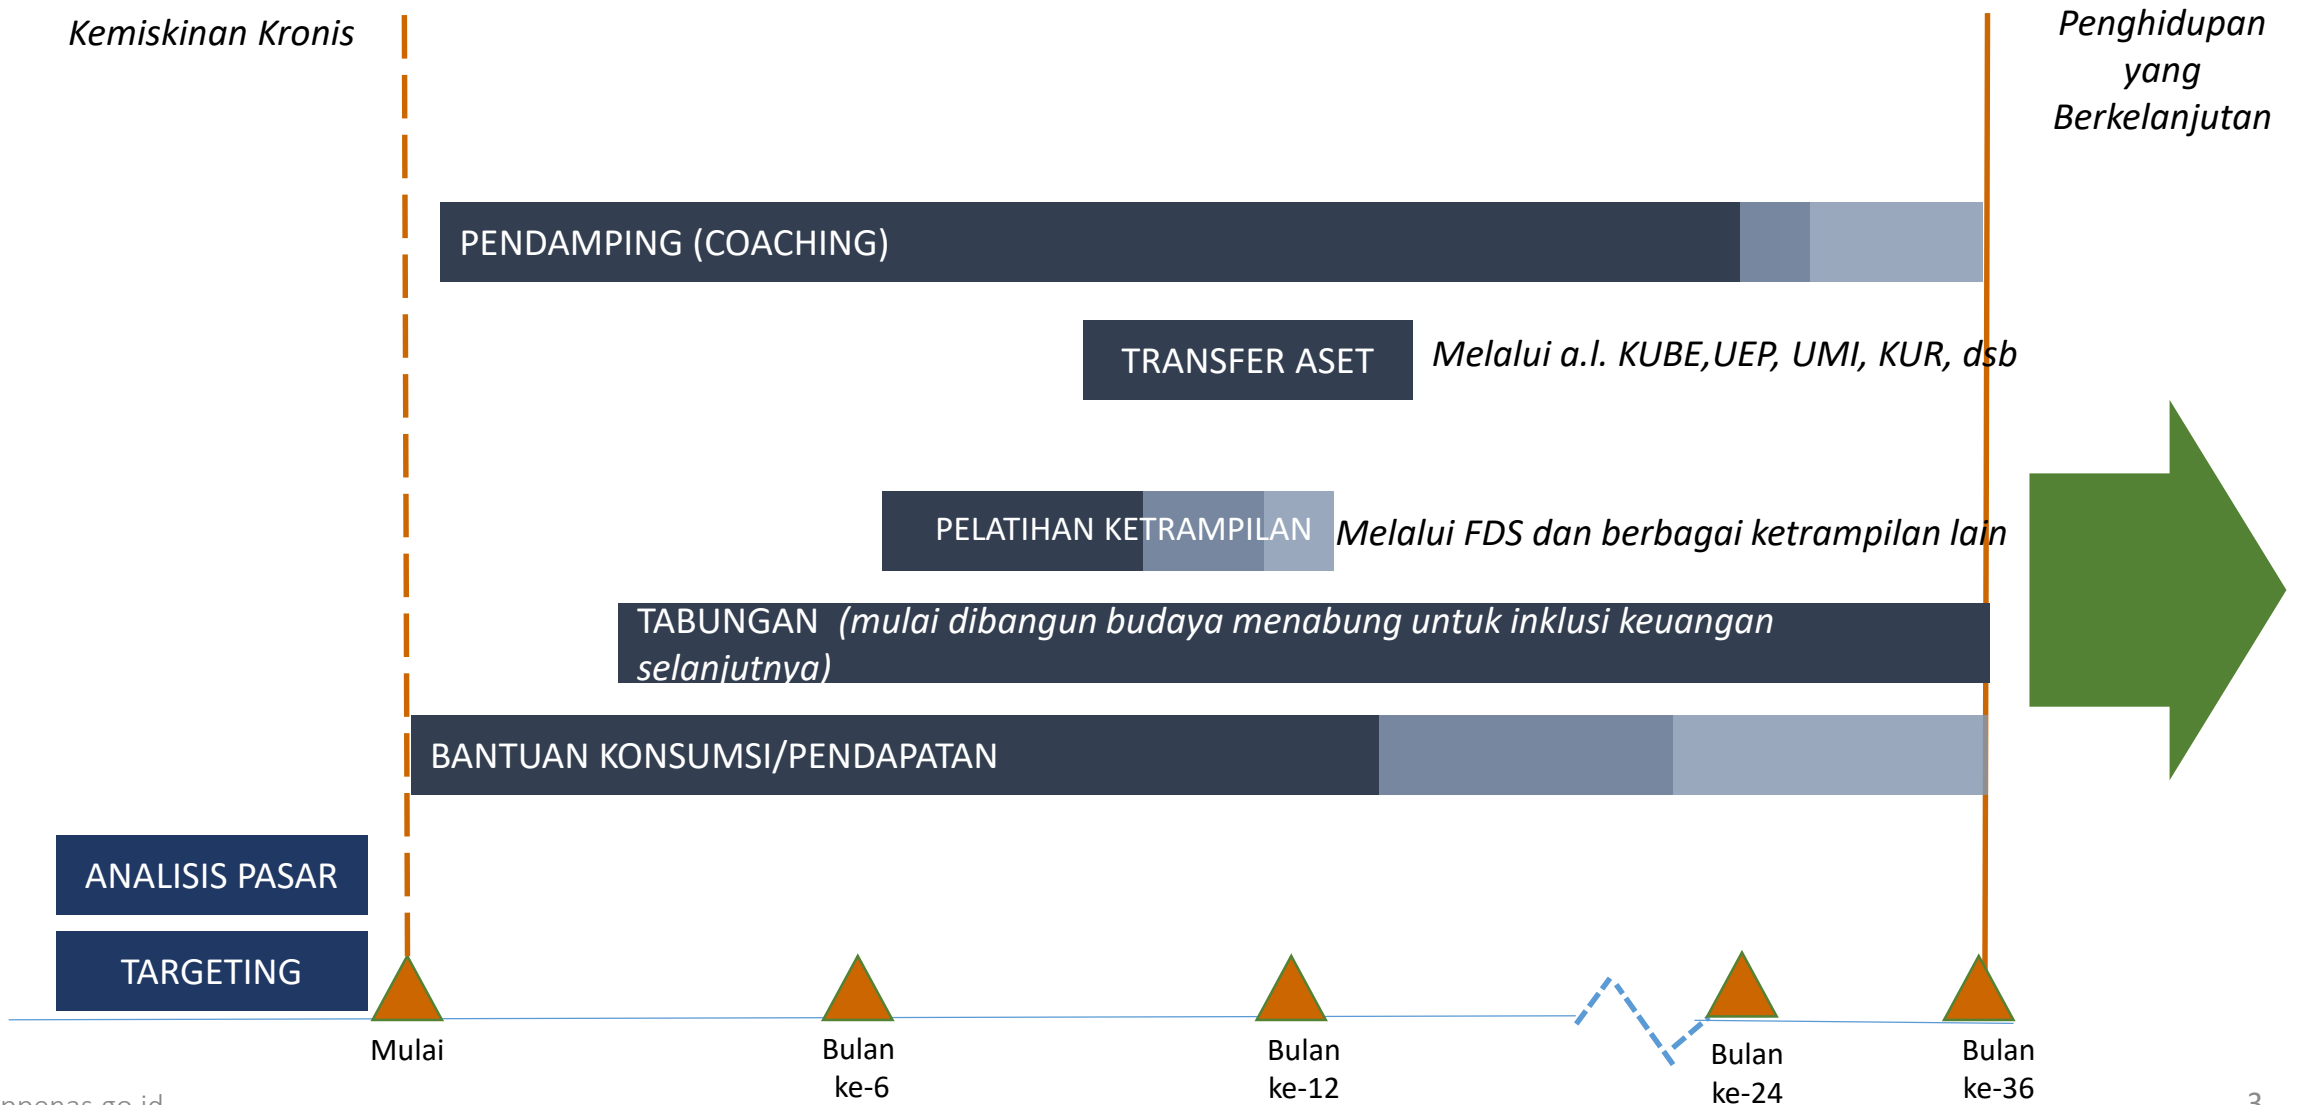 Kemiskinan Kronis
Penghidupan
yang
Berkelanjutan
PENDAMPING (COACHING)
TRANSFER ASET
Melalui a.l. KUBE,UEP, UMI, KUR, dsb
PELATIHAN KETRAMPILAN
Melalui FDS dan berbagai ketrampilan lain
TABUNGAN (mulai dibangun budaya menabung untuk inklusi keuangan
selanjutnya)
BANTUAN KONSUMSI/PENDAPATAN
ANALISIS PASAR
TARGETING
Mulai
Bulan
ke-6
Bulan
ke-12
Bulan
ke-24
Bulan
ke-36